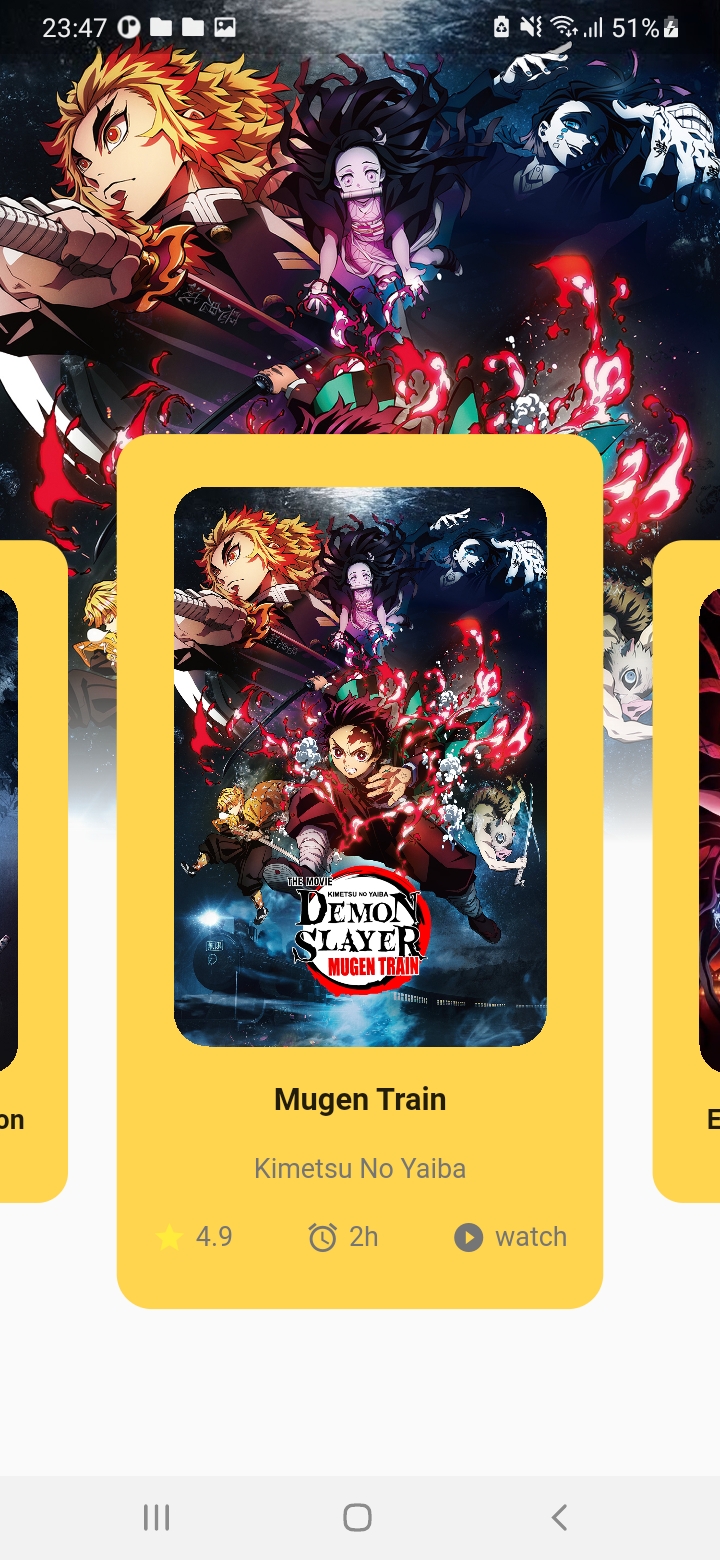 23:47
51%
THE MOVIE
KIMETSU NO YAIBA
DEMON
SLAYER
MUGEN TRAIN
Mugen Train
on
E
Kimetsu No Yaiba
4.9 2h watch